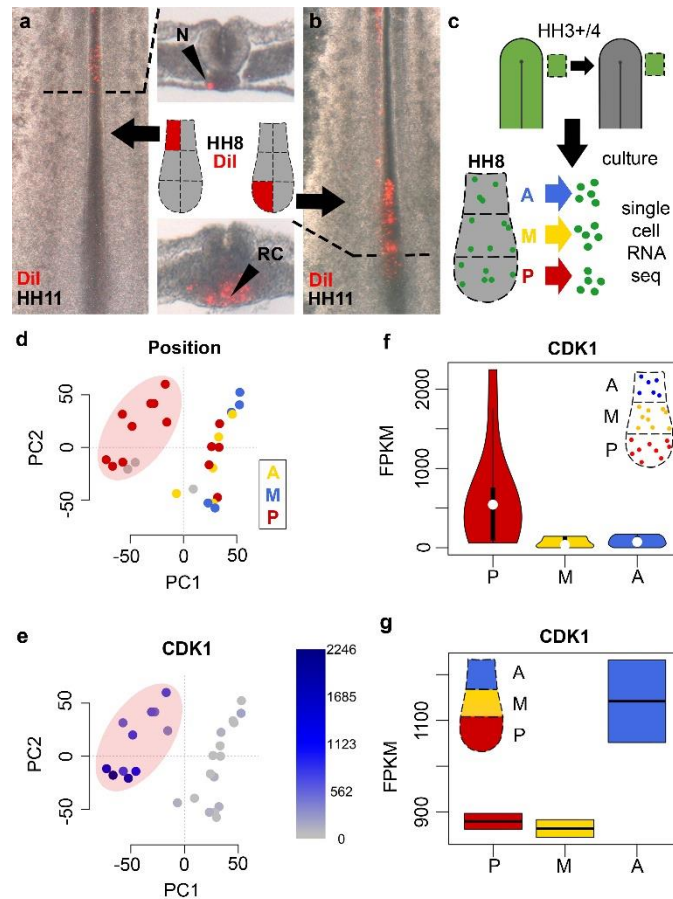 a
N
b
c
HH3+/4
HH8
DiI
HH8
culture
A
M
P
single
cell
RNA
seq
RC
DiI
HH11
DiI
HH11
d
Position
50
0
-50
PC2
-50
0
50
PC1
A
M
P
e
CDK1
50
0
-50
PC2
-50
0
50
PC1
2246
1685
1123
562
0
f
CDK1
2000
1000
0
FPKM
A
M
P
P
M
A
g
CDK1
1100
900
FPKM
A
M
P
P
M
A